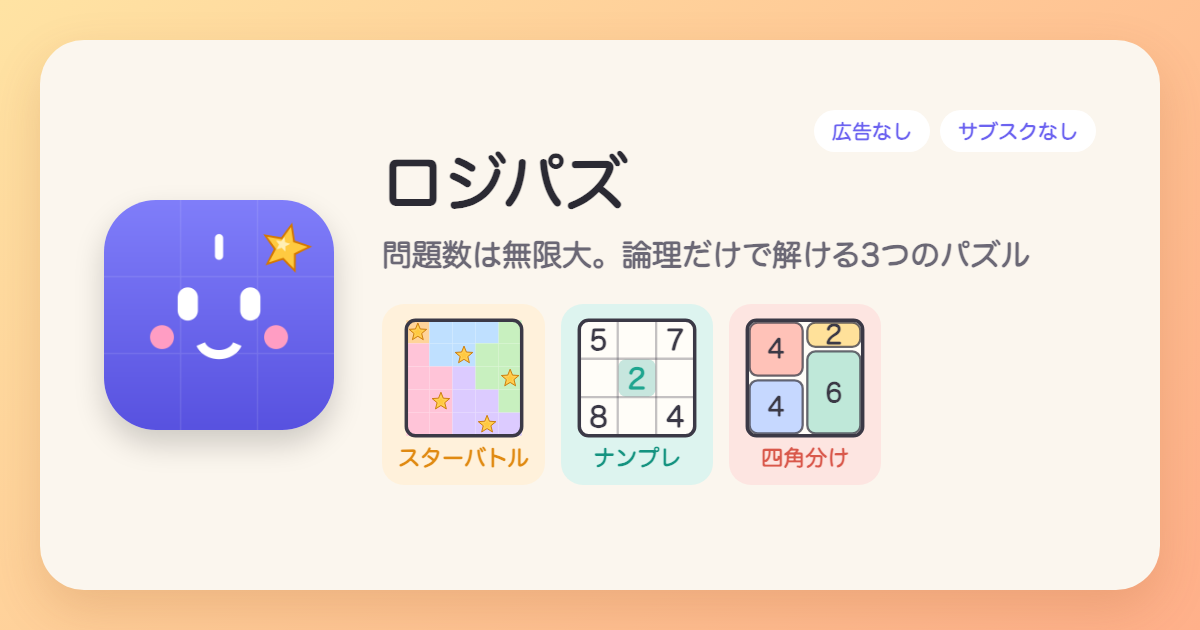 広告なし
サブスクなし
ロジパズ
問題数は無限大。論理だけで解ける3つのパズル
スターバトル
5 7
2
8 4
ナンプレ
4 2
4 6
四角分け